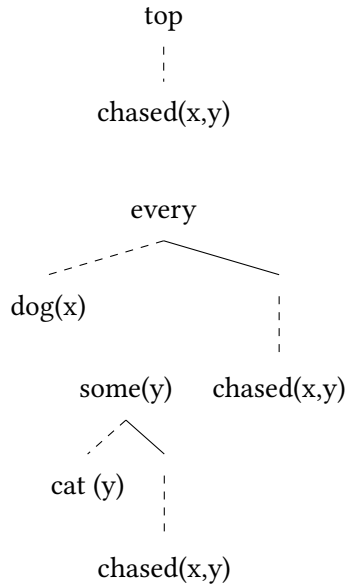 top
chased(x,y)
every
dog(x)
some(y) chased(x,y)
cat (y)
chased(x,y)